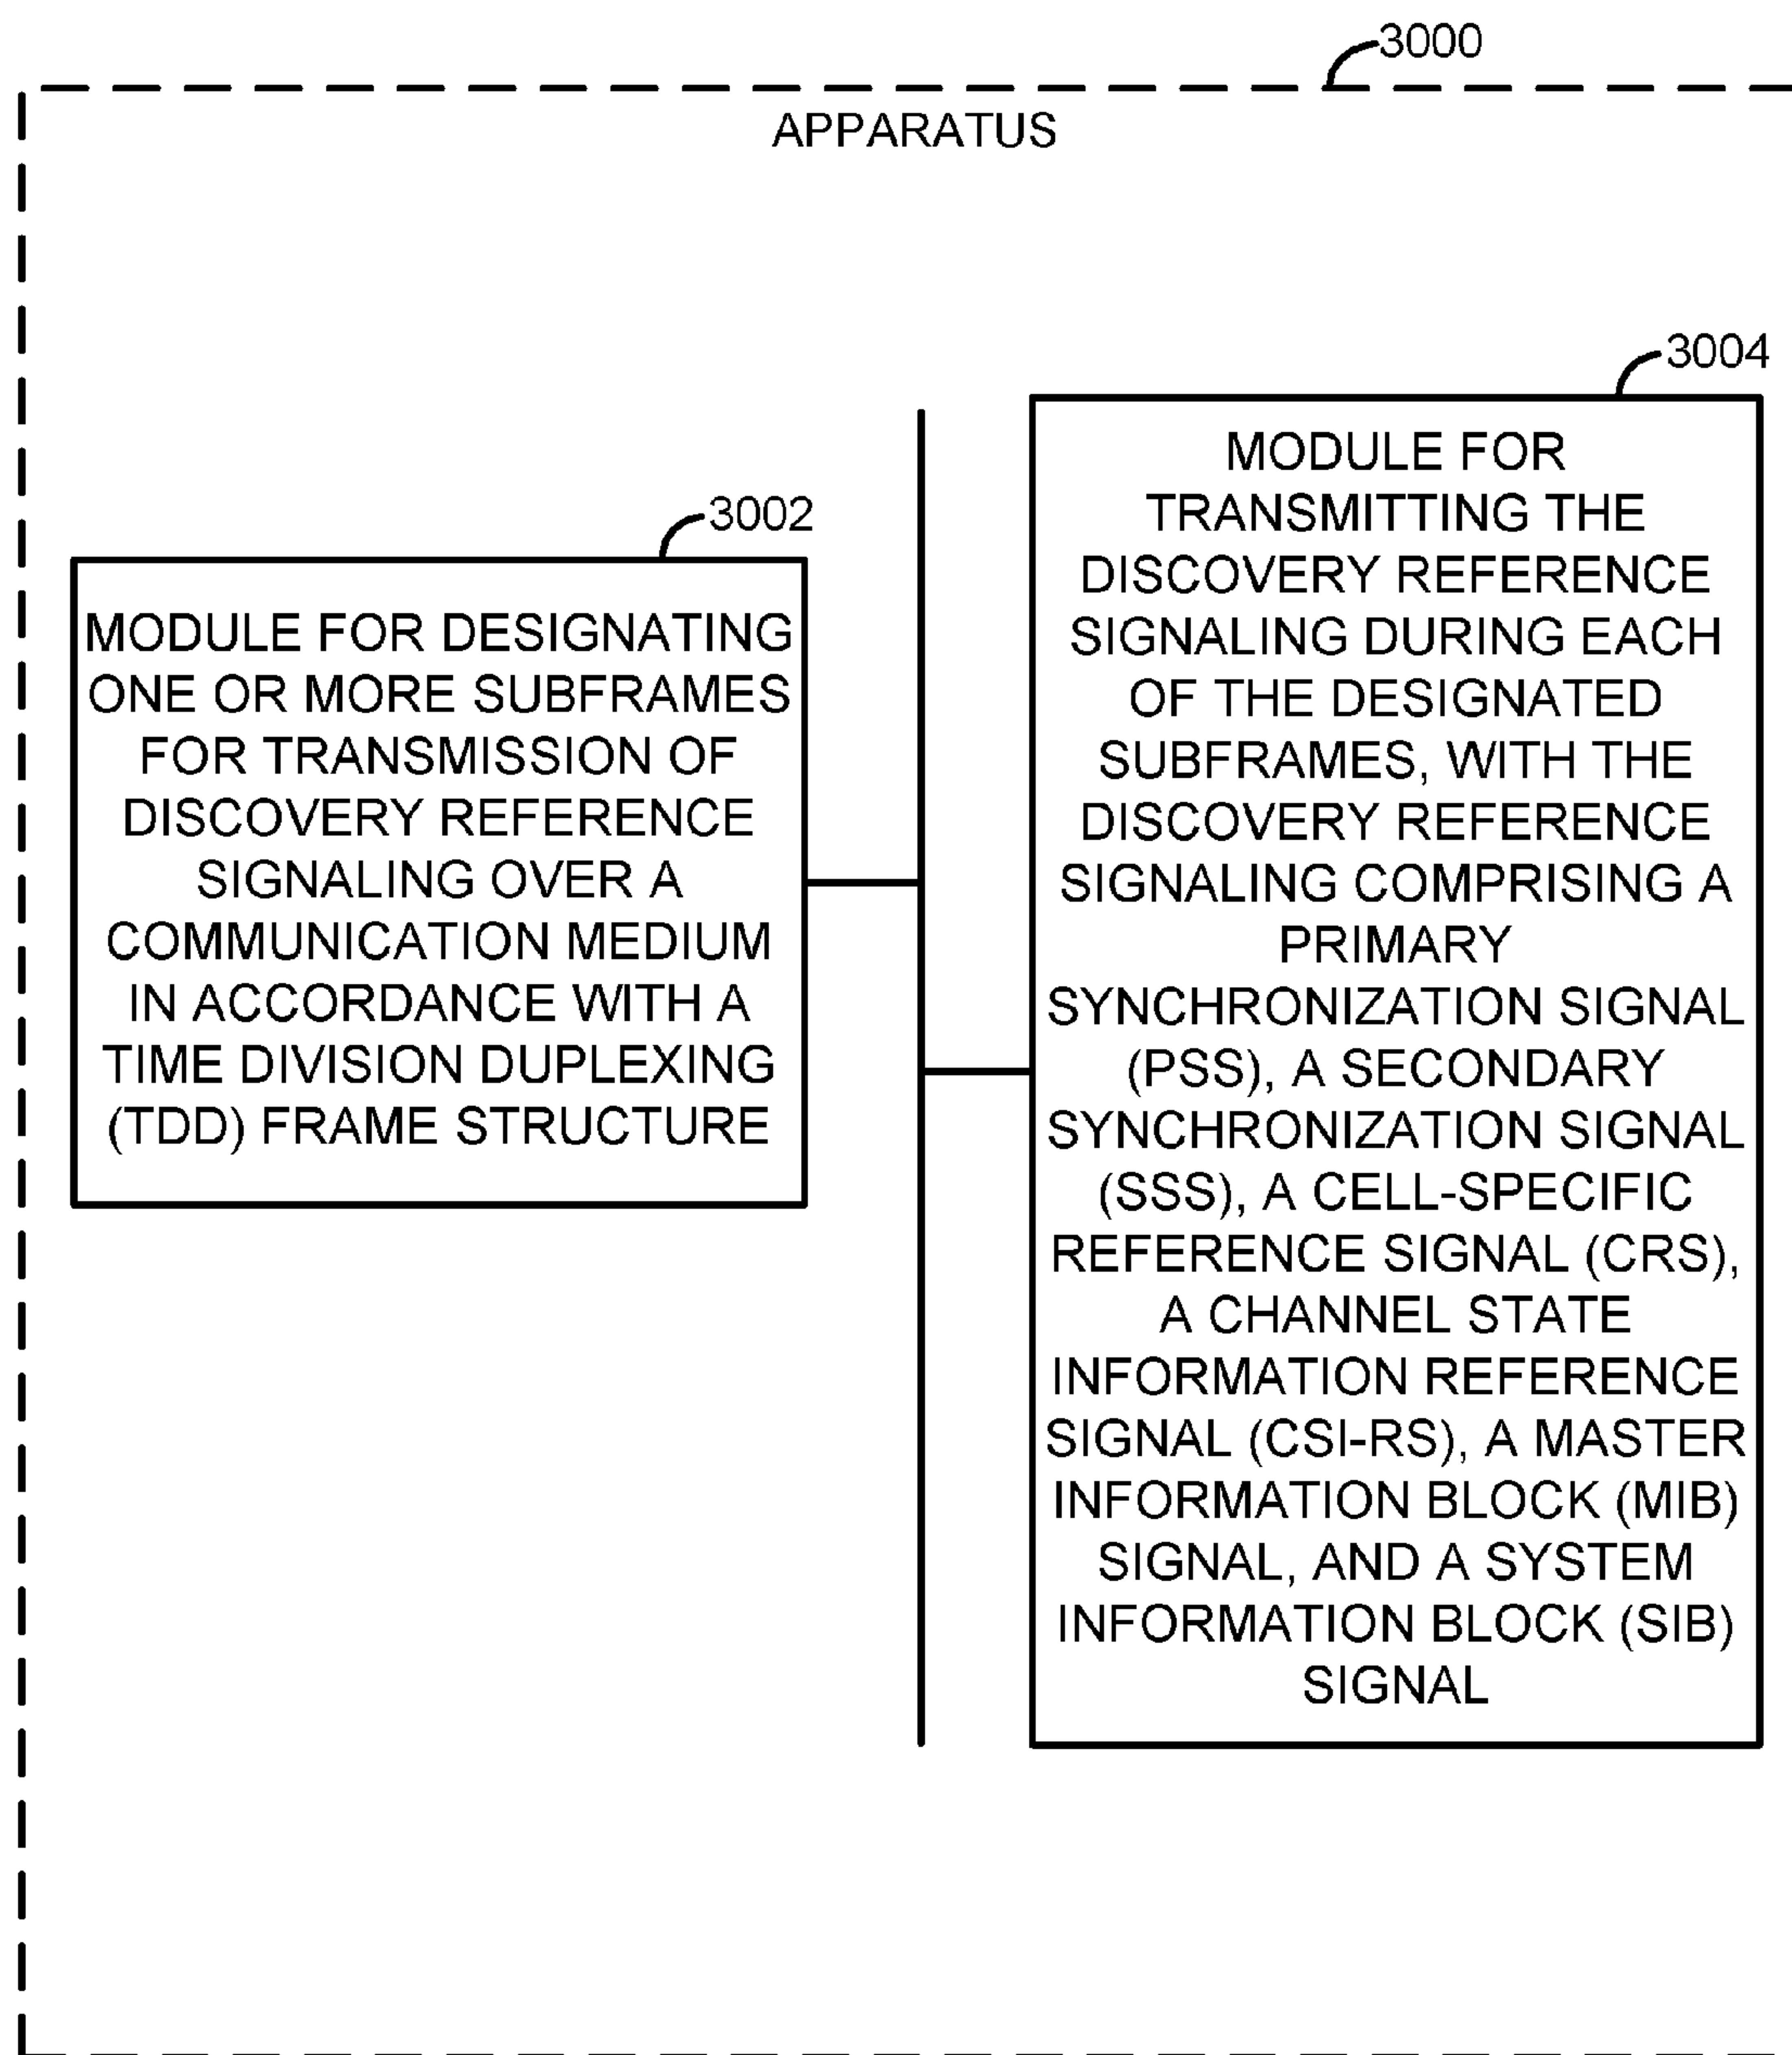 3000
APPARATUS
3002
MODULE FOR DESIGNATING
ONE OR MORE SUBFRAMES
FOR TRANSMISSION OF
DISCOVERY REFERENCE
SIGNALING OVER A
COMMUNICATION MEDIUM
IN ACCORDANCE WITH A
TIME DIVISION DUPLEXING
(TDD) FRAME STRUCTURE
3004
MODULE FOR
TRANSMITTING THE
DISCOVERY REFERENCE
SIGNALING DURING EACH
OF THE DESIGNATED
SUBFRAMES, WITH THE
DISCOVERY REFERENCE
SIGNALING COMPRISING A
PRIMARY
SYNCHRONIZATION SIGNAL
(PSS), A SECONDARY
SYNCHRONIZATION SIGNAL
(SSS), A CELL-SPECIFIC
REFERENCE SIGNAL (CRS),
A CHANNEL STATE
INFORMATION REFERENCE
SIGNAL (CSI-RS), A MASTER
INFORMATION BLOCK (MIB)
SIGNAL, AND A SYSTEM
INFORMATION BLOCK (SIB)
SIGNAL